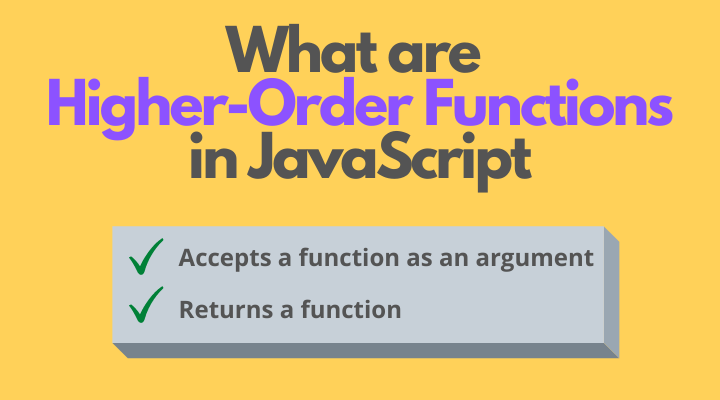 What are
Higher-Order Functions
in JavaScript
Accepts a function as an argument
Returns a function